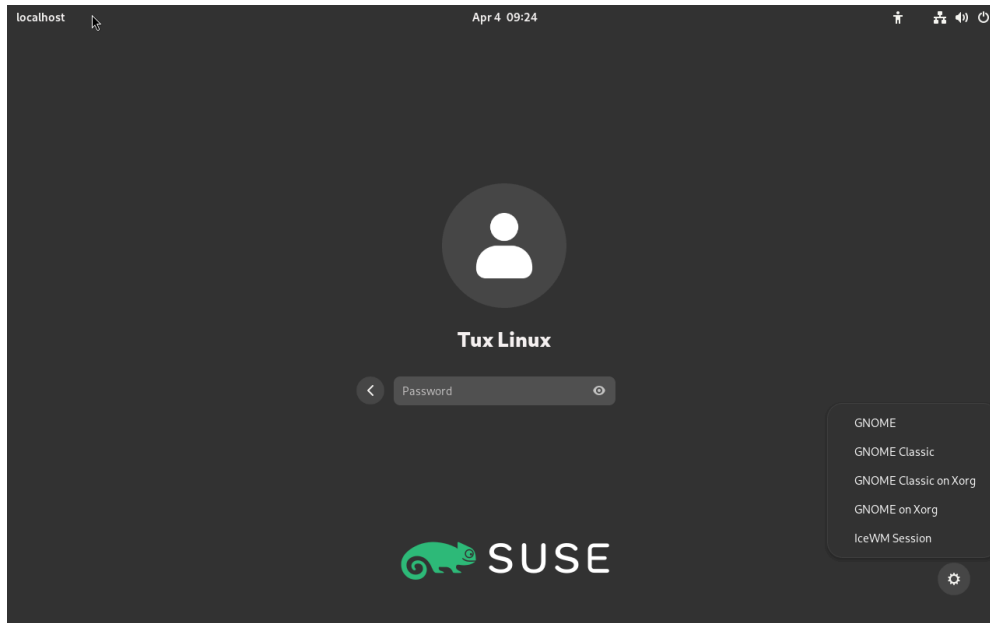 localhost
Apr 4 09:24
Tux Linux
Password
GNOME
GNOME Classic
GNOME Classic on Xorg
GNOME on Xorg
IceWM Session
SUSE